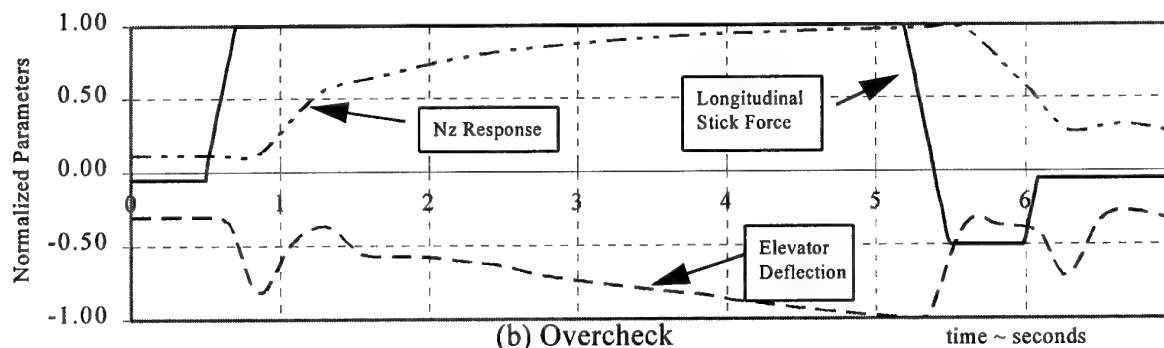 Normalized Parameters
1.00
0.50
0.00
-0.50
-1.00
0
1
2
3
4
5
6
Nz Response
Longitudinal
Stick Force
Elevator
Deflection
(b) Overcheck
time ~ seconds